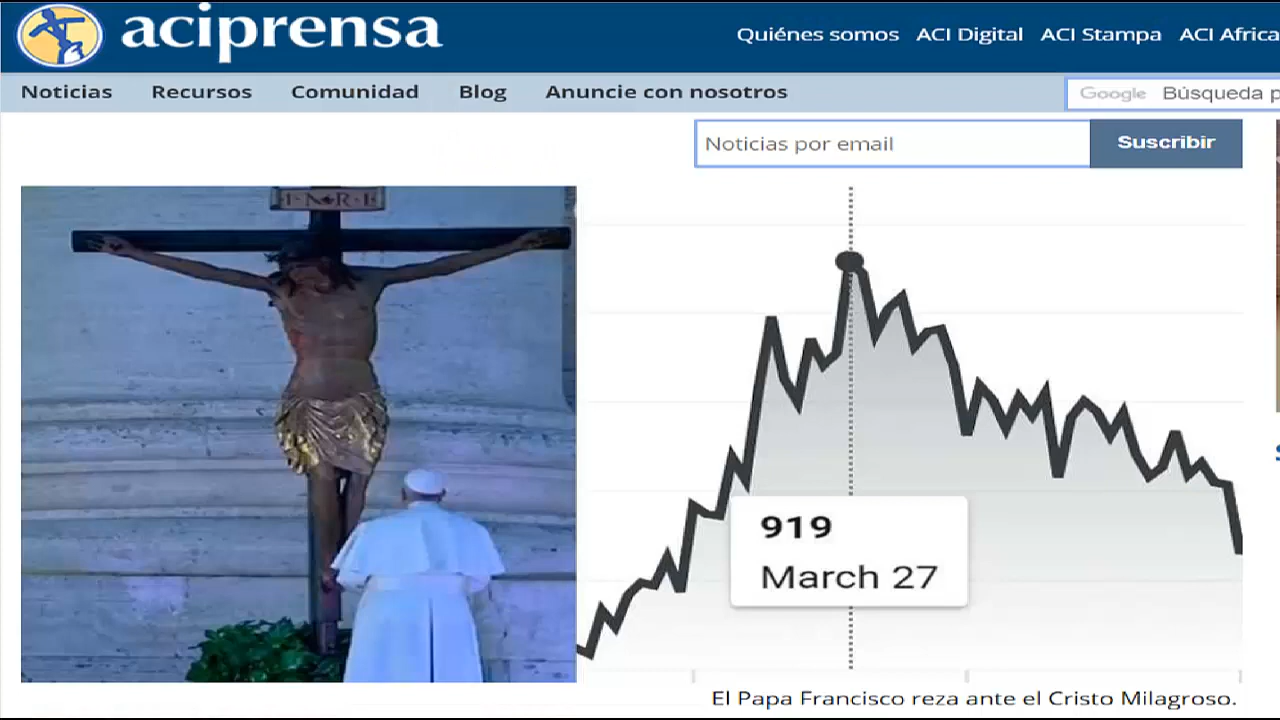 aciprensa
Quiénes somos ACI Digital ACI Stampa ACI Africa
Noticias Recursos Comunidad Blog Anuncie con nosotros
Google Búsqueda p
Noticias por email Suscribir
I·N·R·I
919
March 27
El Papa Francisco reza ante el Cristo Milagroso.